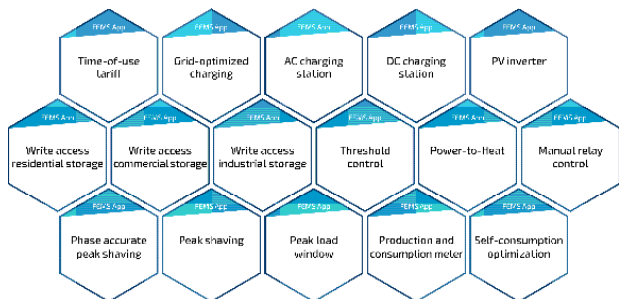 FEMS App FEMS App FEMS App FEMS App FEMS App
Time-of-use Grid-optimized AC charging DC charging PV inverter
tariff charging station station
FEMS App FEMS App FEMS App FEMS App FEMS App FEMS App
Write access Write access Write access Threshold Power-to-Heat Manual relay
residential storage commercial storage industrial storage control control
FEMS App FEMS App FEMS App FEMS App FEMS App
Phase accurate Peak shaving Peak load Production and Self-consumption
peak shaving window consumption meter optimization